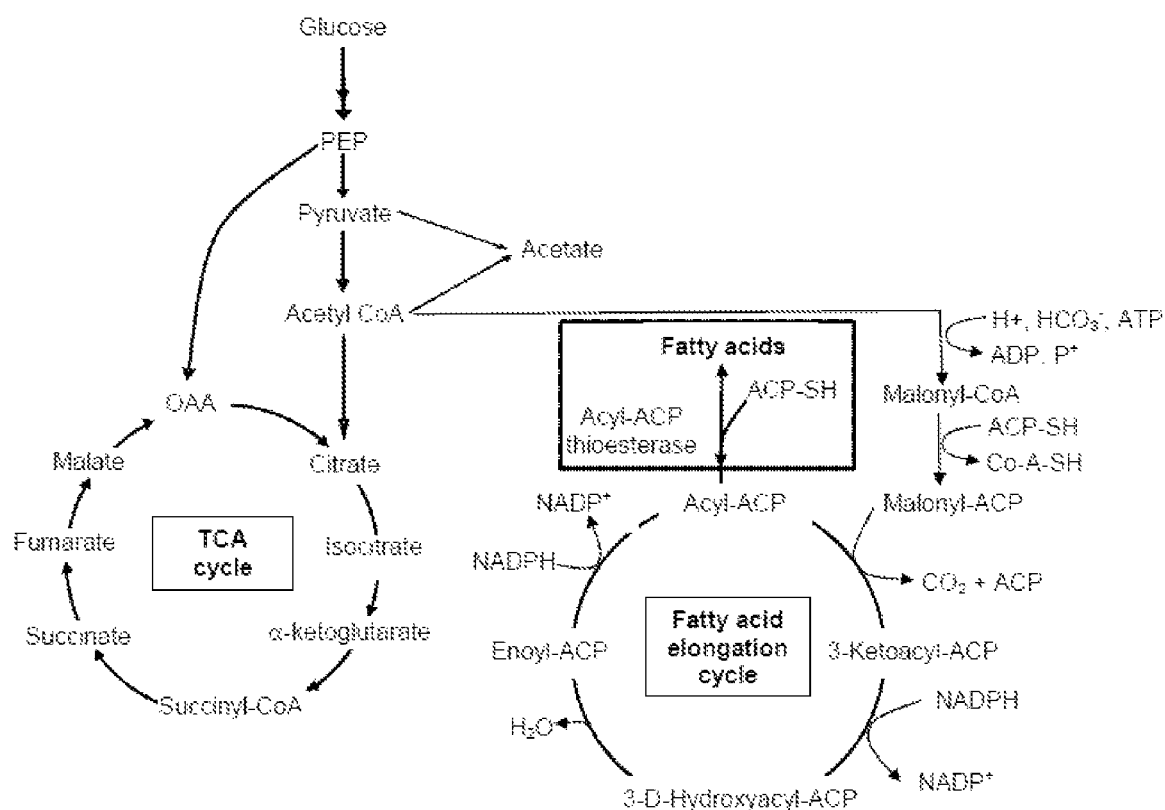 Glucose
PEP
Pyruvate
Acetate
Acetyl CoA
H+, HCO₃⁻, ATP
ADP. P⁺
Fatty acids
ACP-SH
Acyl-ACP
thioesterase
Malonyl-CoA
ACP-SH
Co-A-SH
OAA
Malate
Citrate
NADP⁺
Acyl-ACP
Malonyl-ACP
Fumarate
TCA
cycle
Isocitrate
NADPH
CO₂ + ACP
Succinate
α-ketoglutarate
Enoyl-ACP
Fatty acid
elongation
cycle
3-Ketoacyl-ACP
Succinyl-CoA
H₂O
NADPH
NADP⁺
3-D-Hydroxyacyl-ACP